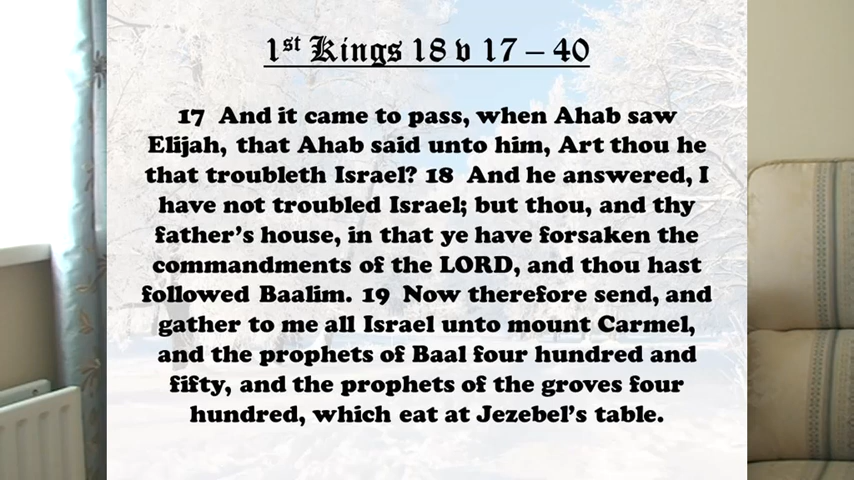 1st Kings 18 v 17 – 40
17 And it came to pass, when Ahab saw
Elijah, that Ahab said unto him, Art thou he
that troubleth Israel? 18 And he answered, I
have not troubled Israel; but thou, and thy
father’s house, in that ye have forsaken the
commandments of the LORD, and thou hast
followed Baalim. 19 Now therefore send, and
gather to me all Israel unto mount Carmel,
and the prophets of Baal four hundred and
fifty, and the prophets of the groves four
hundred, which eat at Jezebel’s table.